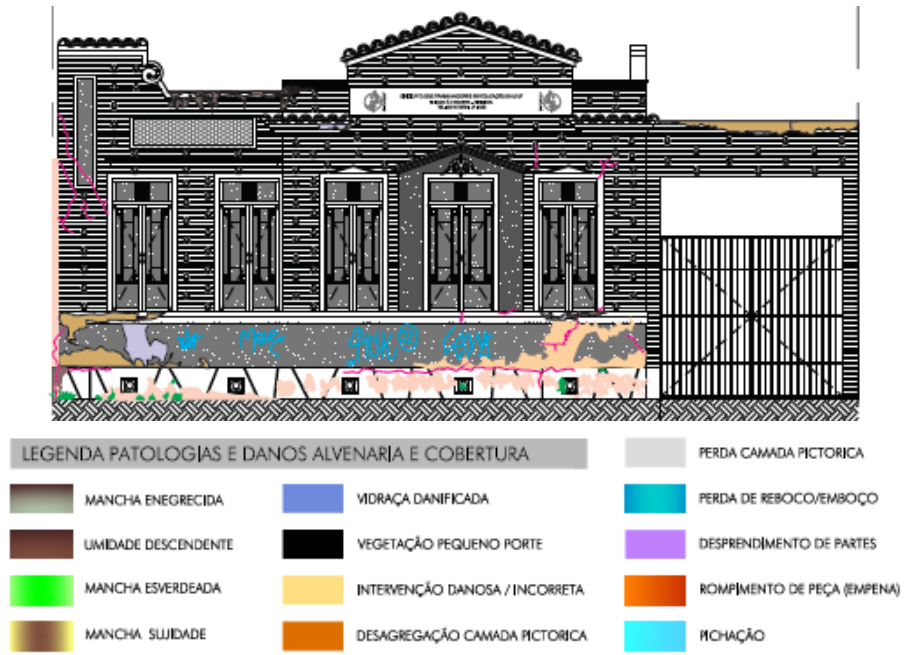 LEGENDA PATOLOGIAS E DANOS ALVENARIA E COBERTURA
MANCHA ENEGRECIDA
UMIDADE DESCENDENTE
MANCHA ESVERDEADA
MANCHA SUJIDADE
VIDRAÇA DANIFICADA
VEGETAÇÃO PEQUENO PORTE
INTERVENÇÃO DANOSA / INCORRETA
DESAGREGAÇÃO CAMADA PICTORICA
PERDA CAMADA PICTORICA
PERDA DE REBOCO/EMBOÇO
DESPRENDIMENTO DE PARTES
ROMPIMENTO DE PEÇA (EMPENA)
PICHAÇÃO